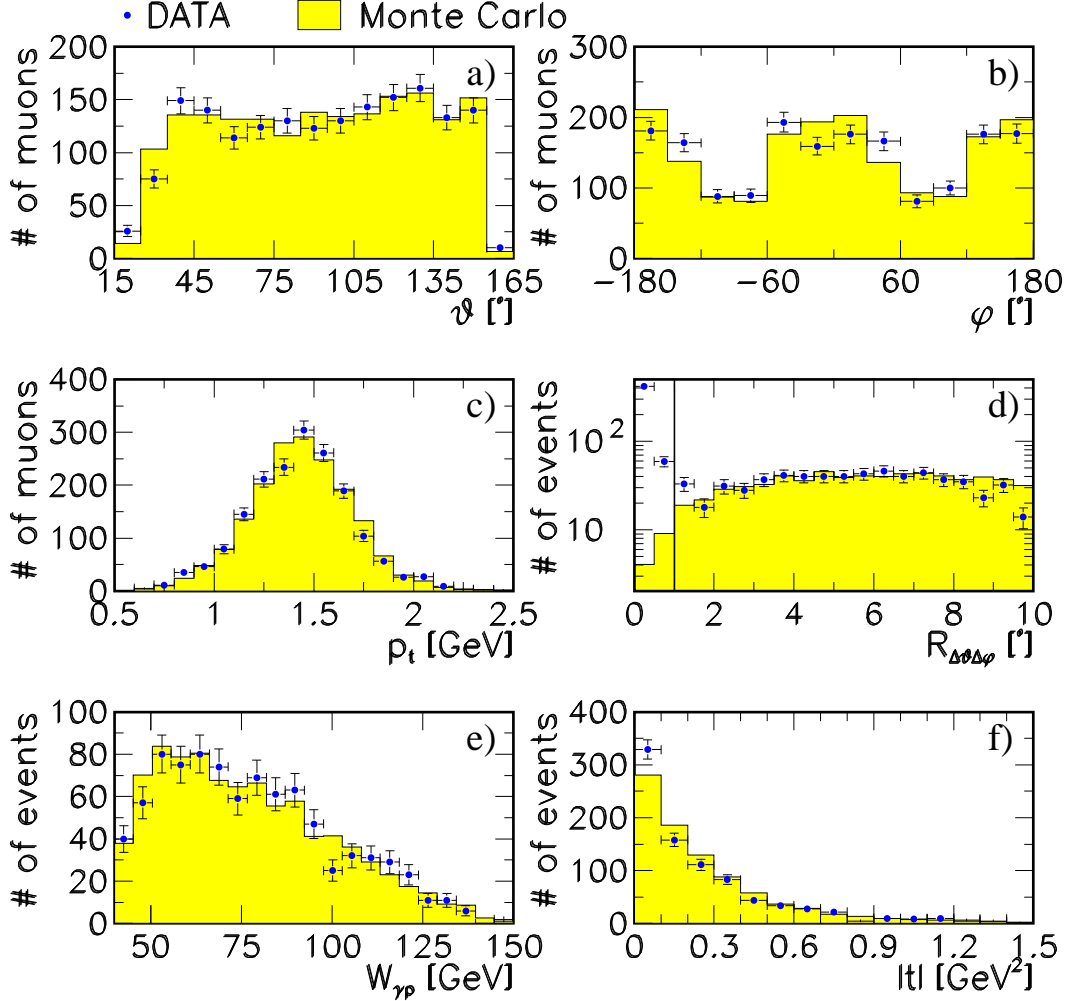 DATA Monte Carlo
200
150
100
50
0
# of muons
a)
15 45 75 105 135 165
ϑ [°]
300
200
100
0
# of muons
b)
−180 −60 60 180
φ [°]
400
300
200
100
0
# of muons
c)
0.5 1 1.5 2 2.5
pt [GeV]
10²
10
# of events
d)
0 2 4 6 8 10
RΔϑΔφ [°]
100
80
60
40
20
0
# of events
e)
50 75 100 125 150
Wγp [GeV]
400
300
200
100
0
# of events
f)
0 0.3 0.6 0.9 1.2 1.5
|t| [GeV²]